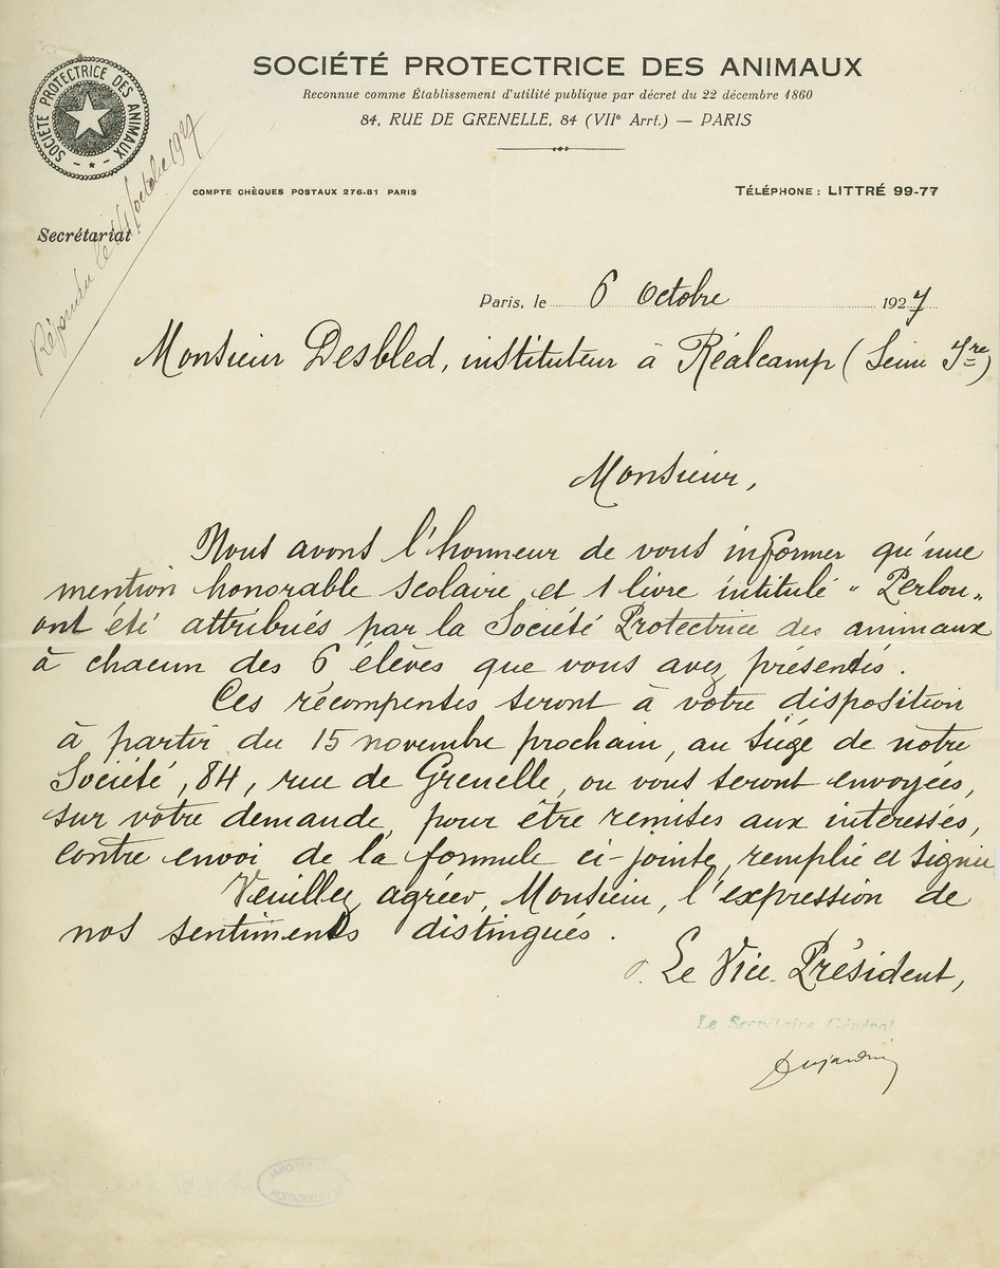 SOCIÉTÉ PROTECTRICE DES ANIMAUX
Reconnue comme Établissement d'utilité publique par décret du 22 décembre 1860
84, RUE DE GRENELLE, 84 (VIIe Arrt.) — PARIS
SOCIÉTÉ PROTECTRICE DES ANIMAUX
COMPTE CHÈQUES POSTAUX 276-81 PARIS
TÉLÉPHONE : LITTRÉ 99-77
Secrétariat
Répondu le 14 octobre 1927
Paris, le 6 Octobre 1927
Monsieur Desbled, instituteur à Réalcamp (Seine Ire)
Monsieur,
Nous avons l'honneur de vous informer qu'une
mention honorable scolaire et 1 livre intitulé " Perlou "
ont été attribués par la Société Protectrice des animaux
à chacun des 6 élèves que vous avez présentés.
Ces récompenses seront à votre disposition
à partir du 15 novembre prochain, au siège de notre
Société, 84, rue de Grenelle, ou vous seront envoyées,
sur votre demande, pour être remises aux intéressés,
contre envoi de la formule ci-jointe, remplie et signée
Veuillez agréer, Monsieur, l'expression de
nos sentiments distingués.
Le Vice-Président,
Le Secrétaire Général
Dujardin